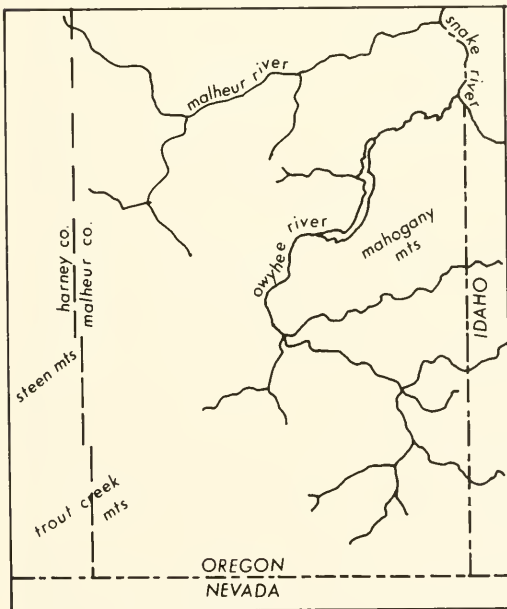 snake river
malheur river
owyhee river
mahogany
mts
harney co.
malheur co.
IDAHO
steen mts
trout creek
mts
OREGON
NEVADA